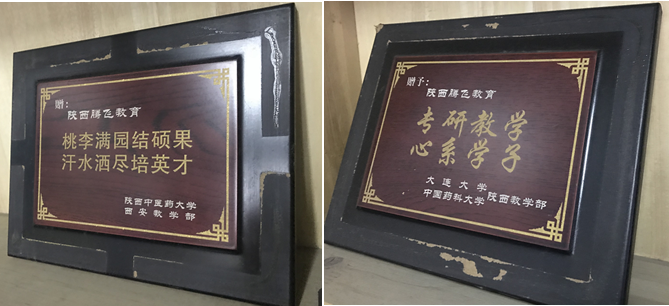 赠：
陕西腾飞教育
桃李满园结硕果
汗水洒尽培英才
陕西中医药大学
西安教学部
赠予：
陕西腾飞教育
专研教学
心系学子
大连大学
中国药科大学 陕西教学部